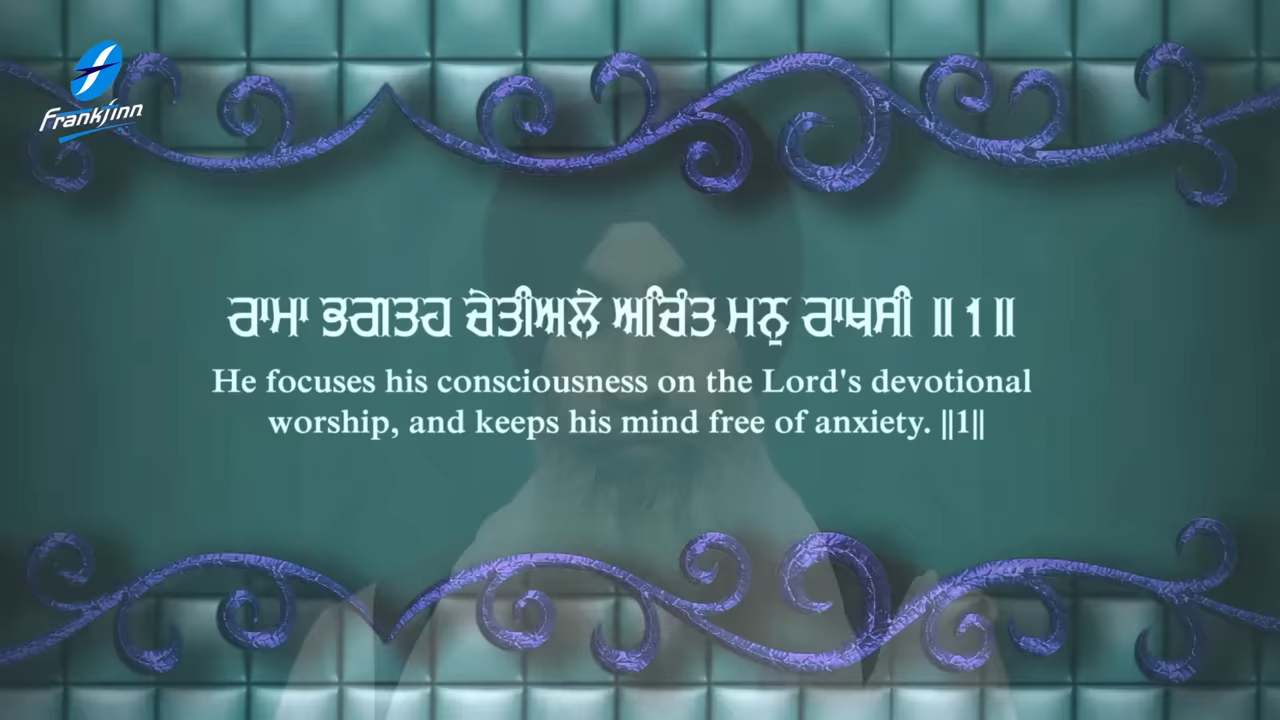 Frankjinn
ਰਾਮਾ ਭਗਤਹ ਚੇਤੀਅਲੇ ਅਚਿੰਤ ਮਨੁ ਰਾਖਸੀ ॥1॥
He focuses his consciousness on the Lord's devotional
worship, and keeps his mind free of anxiety. ||1||